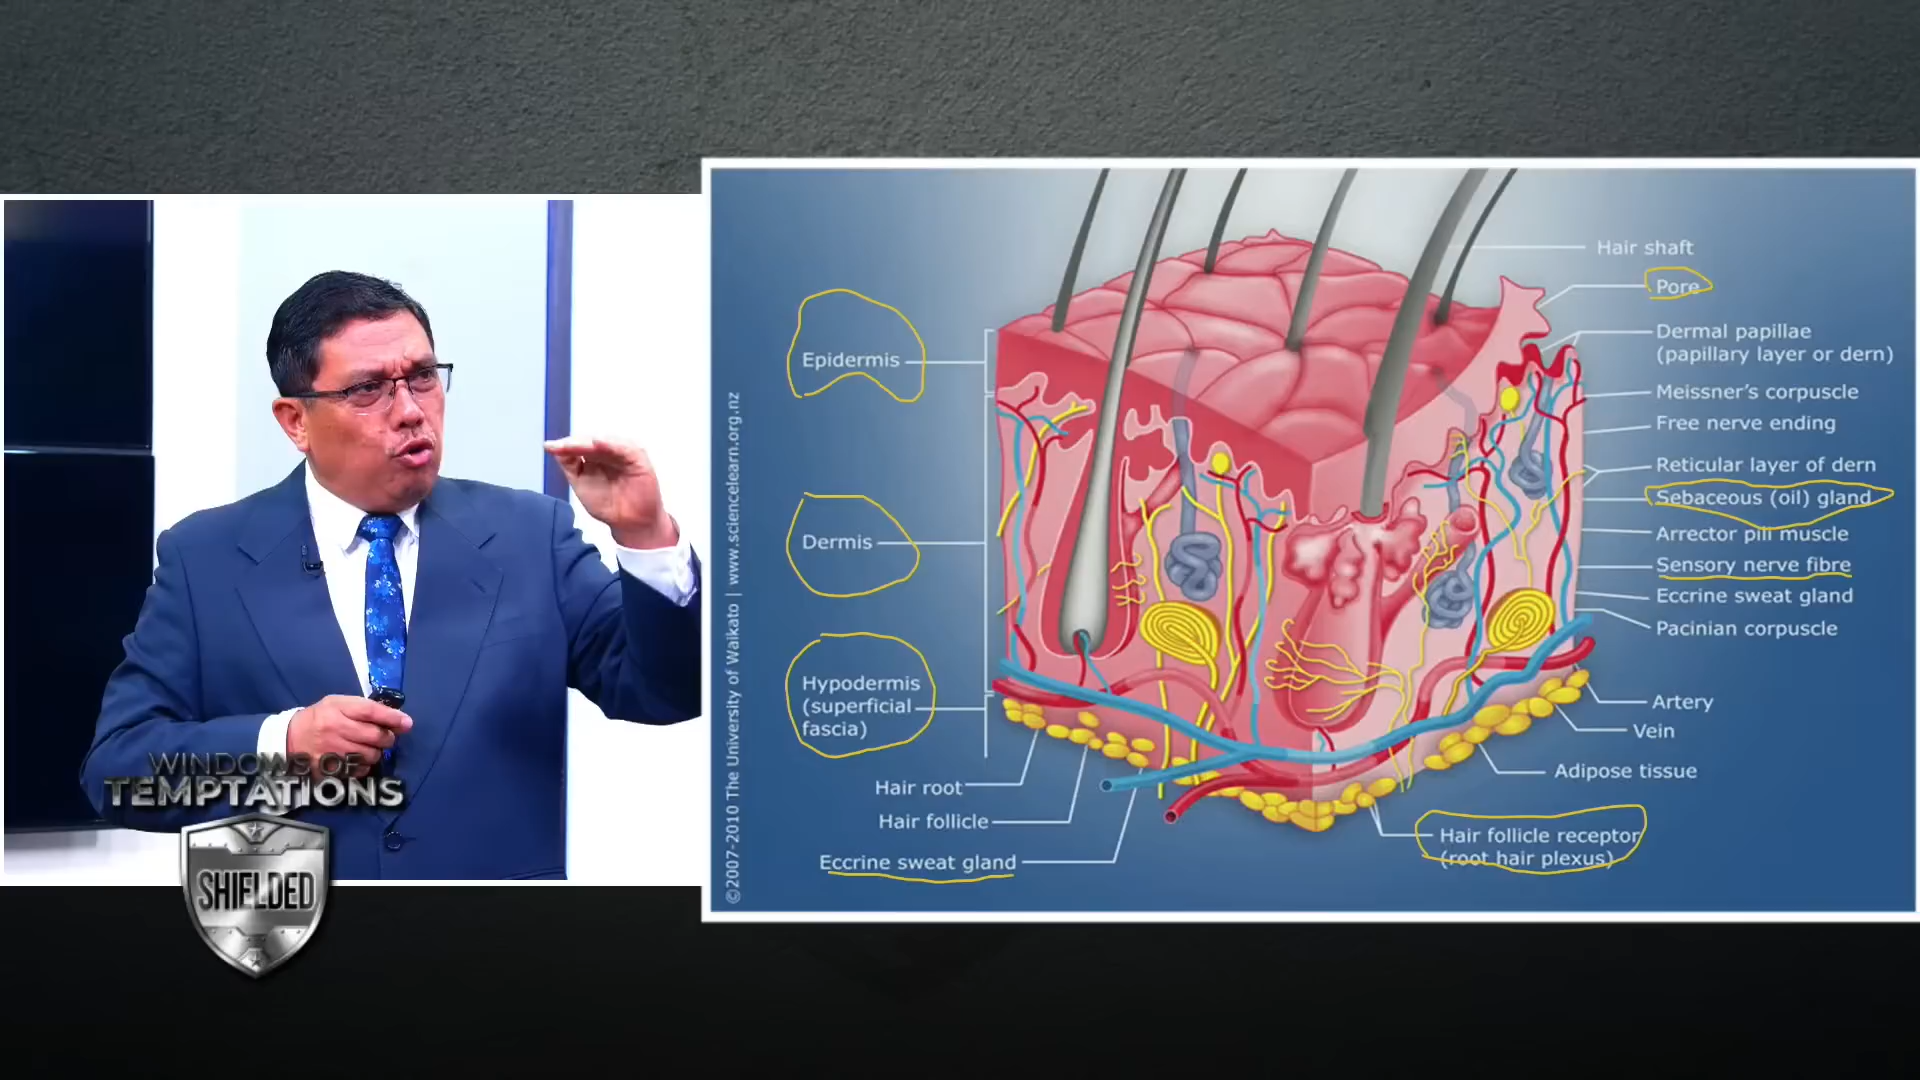 Hair shaft
Pore
Dermal papillae
(papillary layer or dern)
Meissner's corpuscle
Free nerve ending
Reticular layer of dern
Sebaceous (oil) gland
Arrector pili muscle
Sensory nerve fibre
Eccrine sweat gland
Pacinian corpuscle
Artery
Vein
Adipose tissue
Hair follicle receptor
(root hair plexus)
Epidermis
Dermis
Hypodermis
(superficial
fascia)
Hair root
Hair follicle
Eccrine sweat gland
©2007-2010 The University of Waikato | www.sciencelearn.org.nz
WINDOWS OF
TEMPTATIONS
SHIELDED